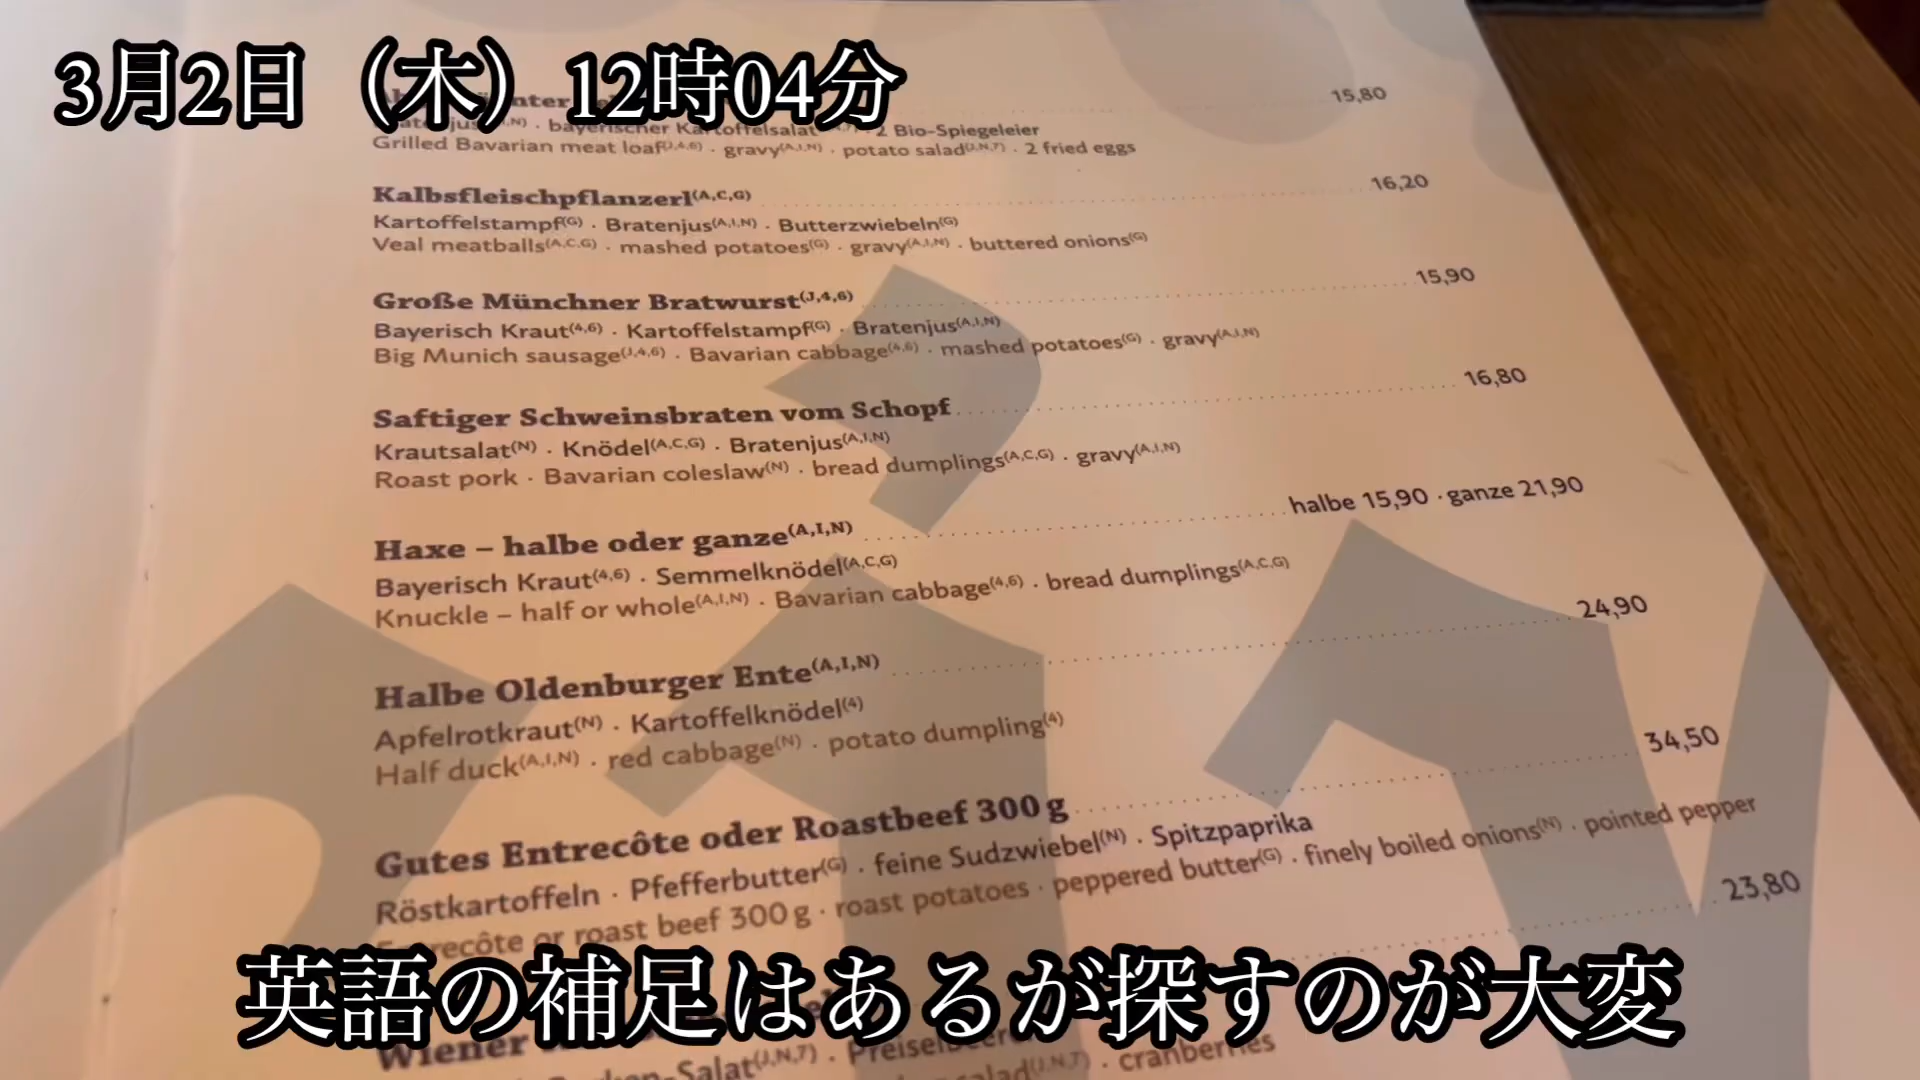 3月2日（木）12時04分
15,80
bayerischer Kartoffelsalat · 2 Bio-Spiegeleier
Grilled Bavarian meat loaf(J,4,6) · gravy(A,I,N) · potato salad(J,N,7) · 2 fried eggs
Kalbsfleischpflanzerl(A,C,G) 16,20
Kartoffelstampf(G) · Bratenjus(A,I,N) · Butterzwiebeln(G)
Veal meatballs(A,C,G) · mashed potatoes(G) · gravy(A,I,N) · buttered onions(G)
Große Münchner Bratwurst(J,4,6) 15,90
Bayerisch Kraut(4,6) · Kartoffelstampf(G) · Bratenjus(A,I,N)
Big Munich sausage(J,4,6) · Bavarian cabbage(4,6) · mashed potatoes(G) · gravy(A,I,N)
Saftiger Schweinsbraten vom Schopf 16,80
Krautsalat(N) · Knödel(A,C,G) · Bratenjus(A,I,N)
Roast pork · Bavarian coleslaw(N) · bread dumplings(A,C,G) · gravy(A,I,N)
Haxe – halbe oder ganze(A,I,N) halbe 15,90 · ganze 21,90
Bayerisch Kraut(4,6) · Semmelknödel(A,C,G)
Knuckle – half or whole(A,I,N) · Bavarian cabbage(4,6) · bread dumplings(A,C,G)
Halbe Oldenburger Ente(A,I,N) 24,90
Apfelrotkraut(N) · Kartoffelknödel(4)
Half duck(A,I,N) · red cabbage(N) · potato dumpling(4)
Gutes Entrecôte oder Roastbeef 300 g 34,50
Röstkartoffeln · Pfefferbutter(G) · feine Sudzwiebel(N) · Spitzpaprika
Entrecôte or roast beef 300 g · roast potatoes · peppered butter(G) · finely boiled onions(N) · pointed pepper
23,80
英語の補足はあるが探すのが大変
Wiener
Salat(J,N,7)
cranberries